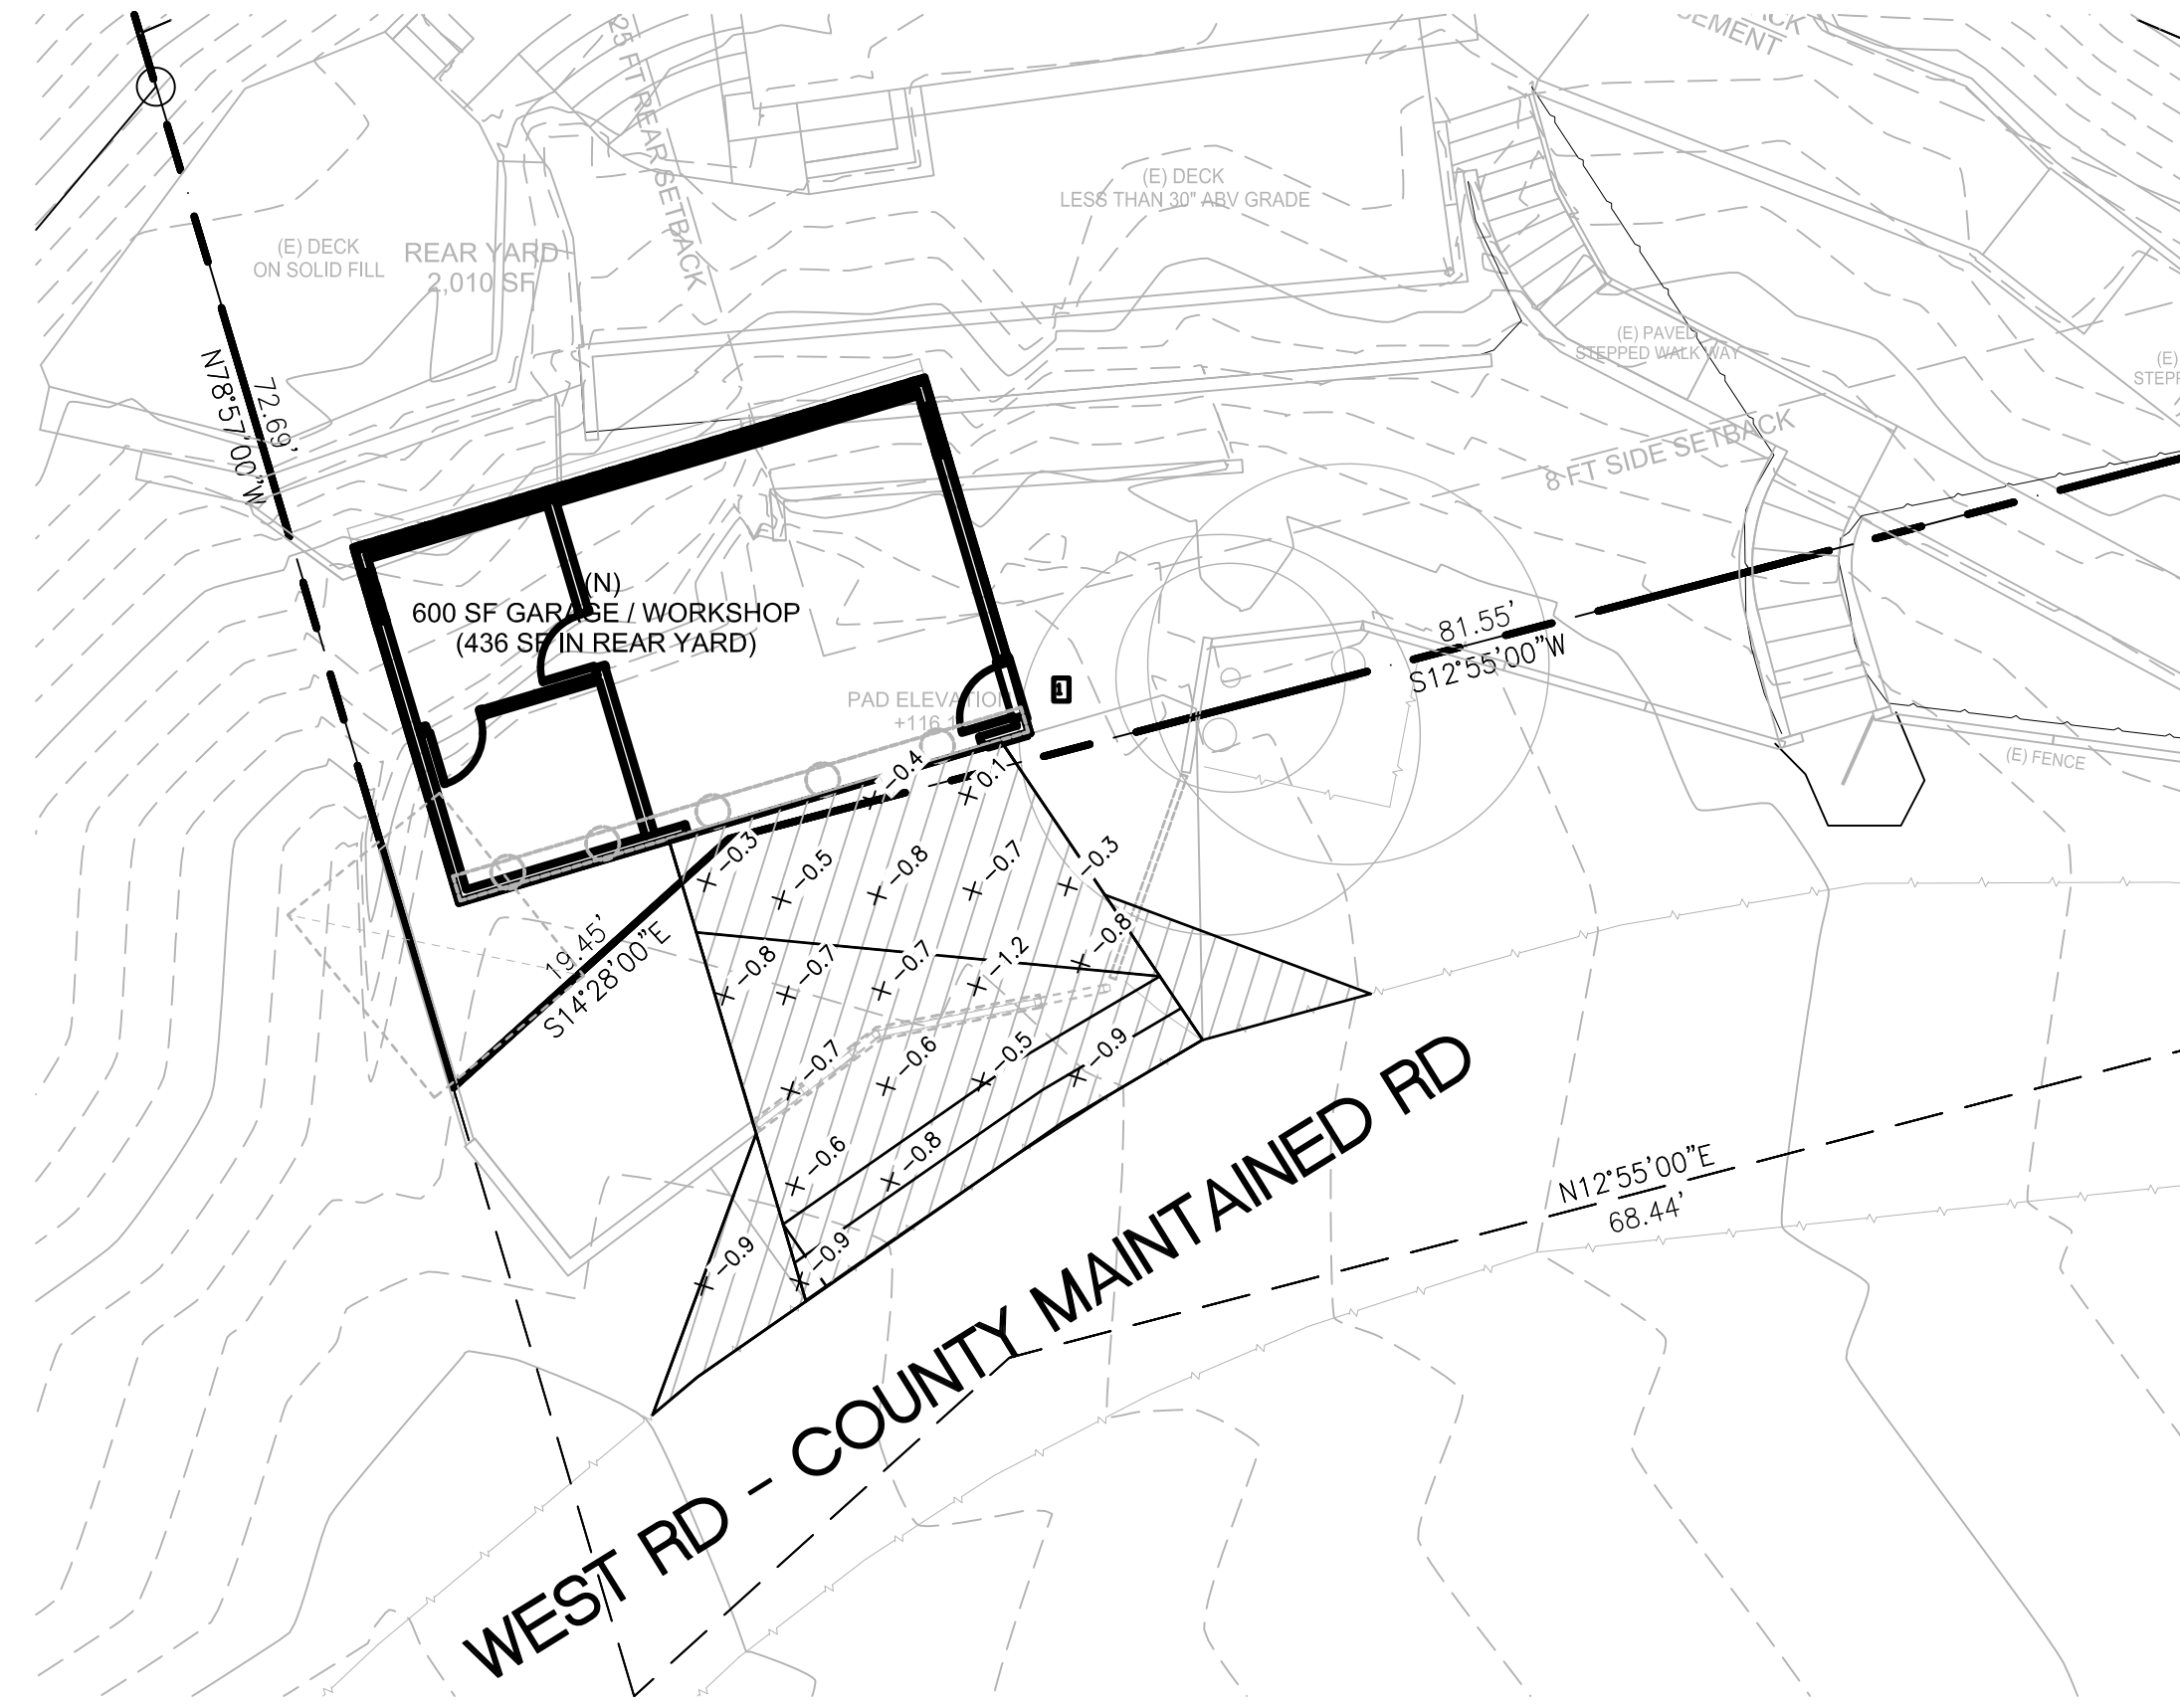 25 FT REAR SETBACK
EMENT
(E) DECK
LESS THAN 30" ABV GRADE
(E) DECK
ON SOLID FILL
REAR YARD
2,010 SF
(E) PAVED
STEPPED WALK WAY
(E)
STEPP
72.69’
N78°57’00”W
8 FT SIDE SETBACK
(N)
600 SF GARAGE / WORKSHOP
(436 SF IN REAR YARD)
81.55’
S12°55’00”W
1
PAD ELEVATION
+116.1
(E) FENCE
-0.4
0.1
-0.3
-0.5
-0.8
-0.7
-0.3
19.45’
S14°28’00”E
-0.8
-0.7
-0.7
-1.2
-0.8
-0.7
-0.6
-0.5
-0.9
-0.6
-0.8
-0.9
-0.9
N12°55’00”E
68.44’
WEST RD - COUNTY MAINTAINED RD